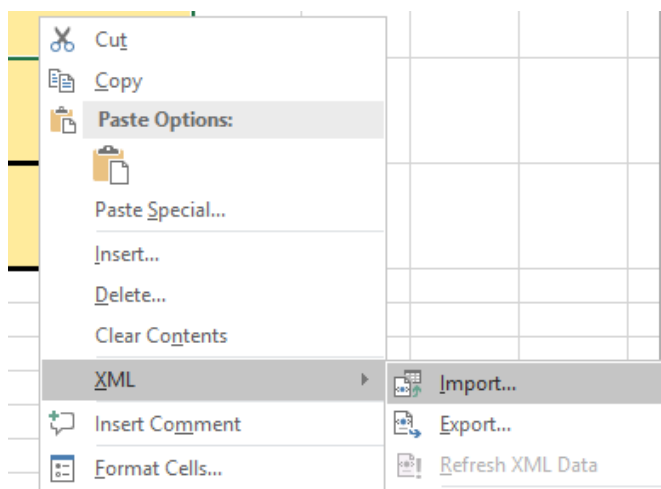 Cut
Copy
Paste Options:
Paste Special...
Insert...
Delete...
Clear Contents
XML
Import...
Insert Comment
Export...
Format Cells...
Refresh XML Data